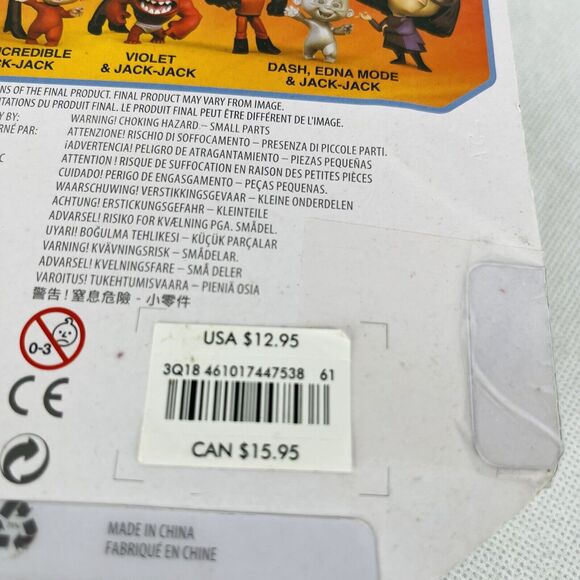 CREDIBLE
CK-JACK
VIOLET
& JACK-JACK
DASH, EDNA MODE
& JACK-JACK
NS OF THE FINAL PRODUCT. FINAL PRODUCT MAY VARY FROM IMAGE.
NTATIONS DU PRODUIT FINAL. LE PRODUIT FINAL PEUT ÊTRE DIFFÉRENT DE L'IMAGE.
Y BY:
ERNÉ PAR:
C
WARNING! CHOKING HAZARD – SMALL PARTS
ATTENZIONE! RISCHIO DI SOFFOCAMENTO – PRESENZA DI PICCOLE PARTI.
¡ADVERTENCIA! PELIGRO DE ATRAGANTAMIENTO – PIEZAS PEQUEÑAS
ATTENTION ! RISQUE DE SUFFOCATION EN RAISON DES PETITES PIÈCES
CUIDADO! PERIGO DE ENGASGAMENTO – PEÇAS PEQUENAS.
WAARSCHUWING! VERSTIKKINGSGEVAAR – KLEINE ONDERDELEN
ACHTUNG! ERSTICKUNGSGEFAHR – KLEINTEILE
ADVARSEL! RISIKO FOR KVÆLNING PGA. SMÅDEL.
UYARI! BOĞULMA TEHLIKESI – KÜÇÜK PARÇALAR
VARNING! KVÄVNINGSRISK – SMÅDELAR.
ADVARSEL! KVELNINGSFARE – SMÅ DELER
VAROITUS! TUKEHTUMISVAARA – PIENIÄ OSIA
警告！窒息危險 - 小零件
0-3
CE
USA $12.95
3Q18 461017447538 61
CAN $15.95
MADE IN CHINA
FABRIQUÉ EN CHINE